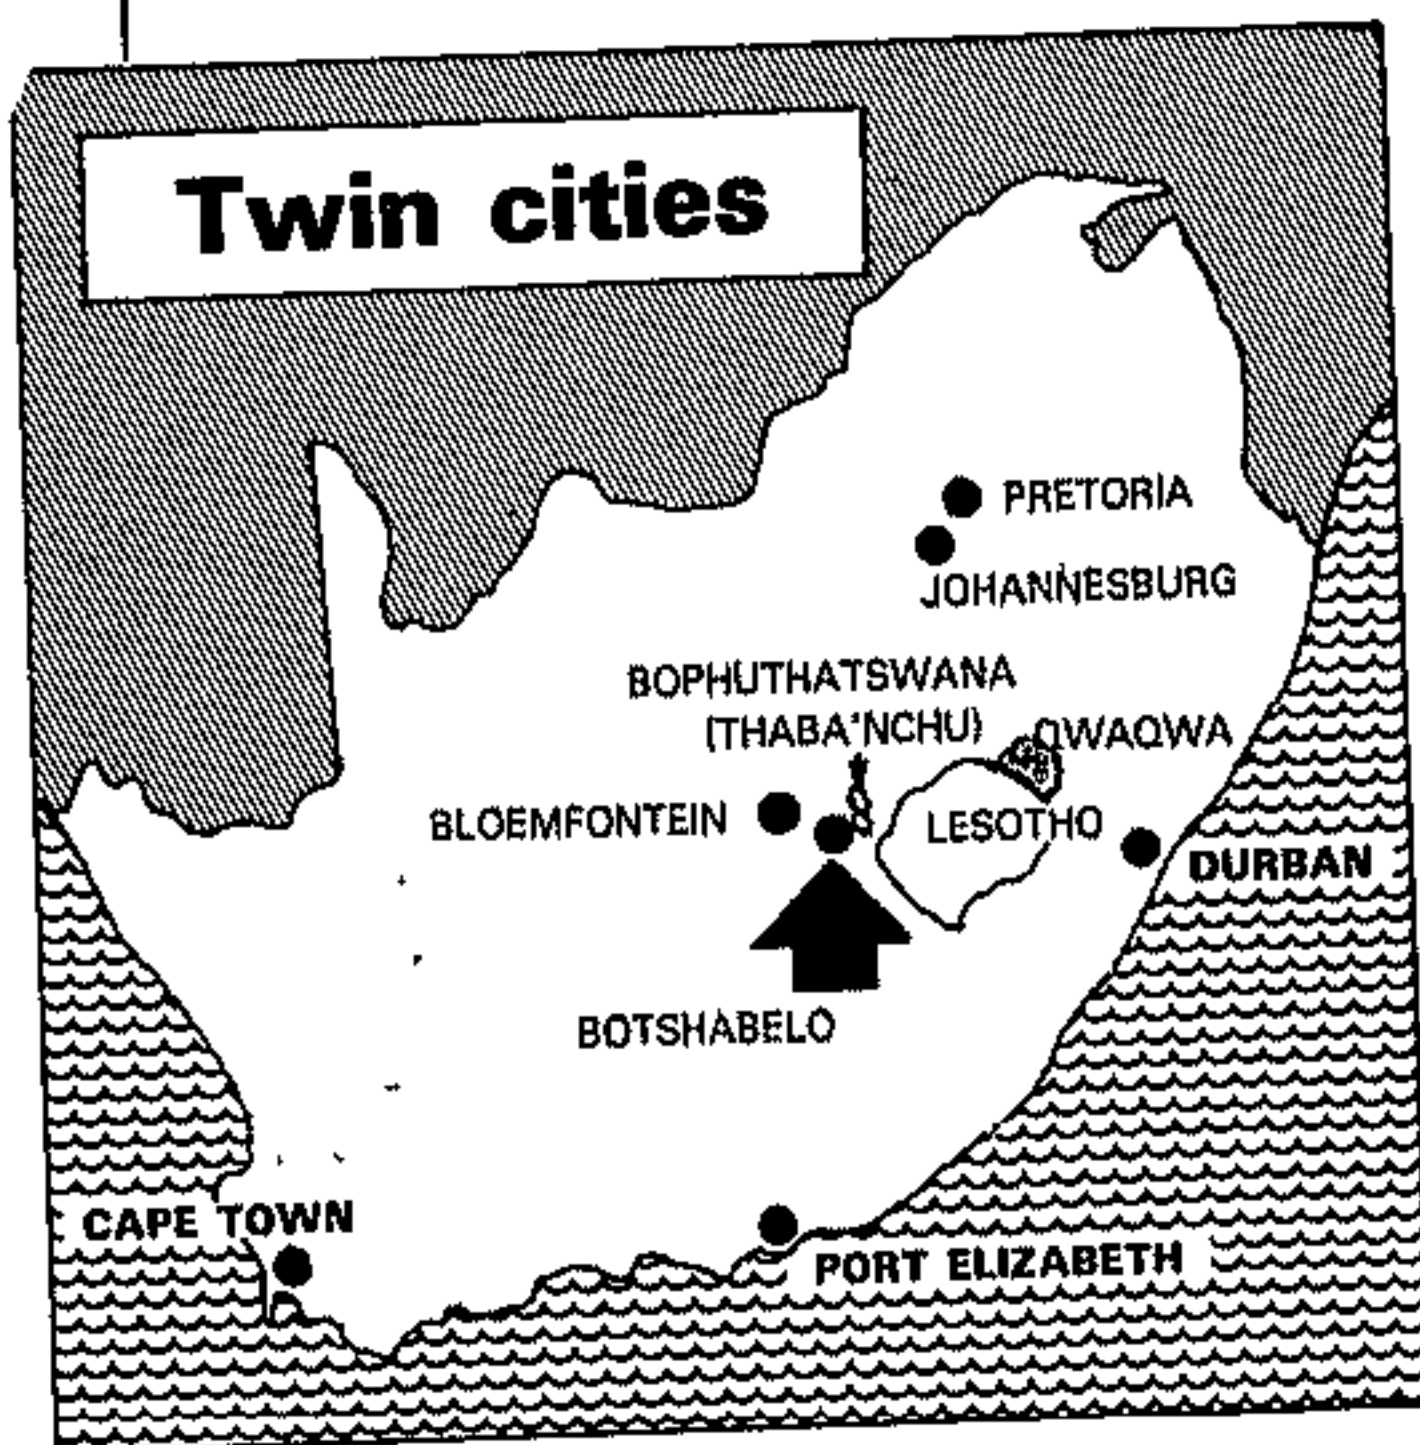 Twin cities
PRETORIA
JOHANNESBURG
BOPHUTHATSWANA
(THABA'NCHU)
QWAQWA
BLOEMFONTEIN
LESOTHO
DURBAN
BOTSHABELO
CAPE TOWN
PORT ELIZABETH